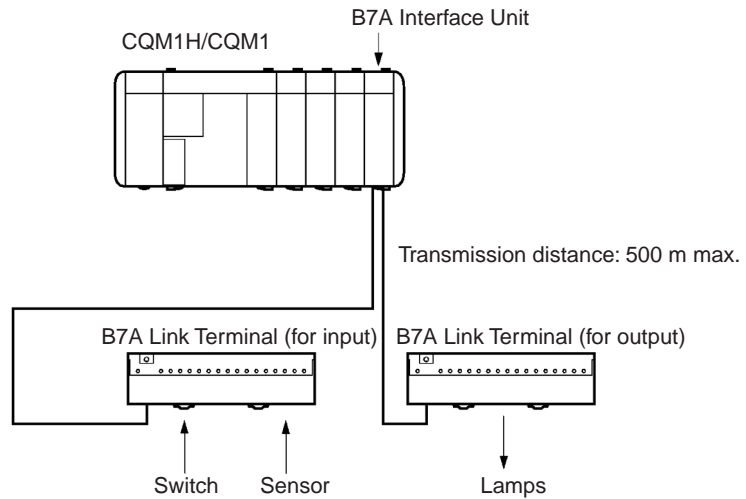 B7A Interface Unit
CQM1H/CQM1
Transmission distance: 500 m max.
B7A Link Terminal (for input)
B7A Link Terminal (for output)
Switch
Sensor
Lamps